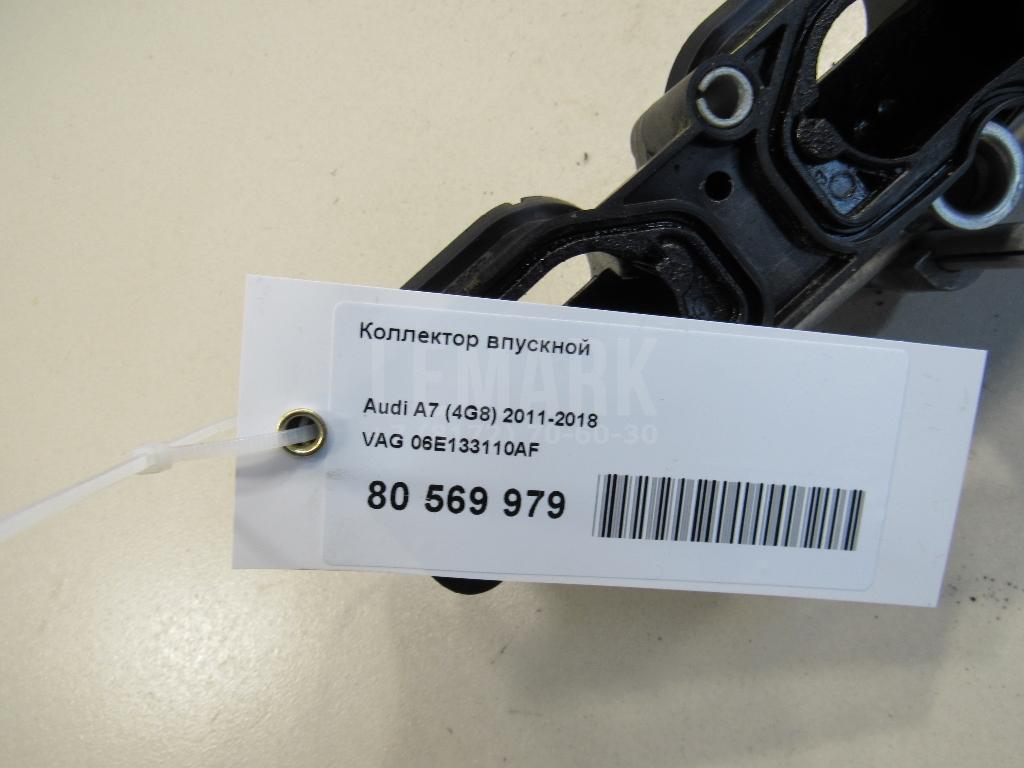 Коллектор впускной
LEMARK
Audi A7 (4G8) 2011-2018
VAG 06E133110AF
80 569 979